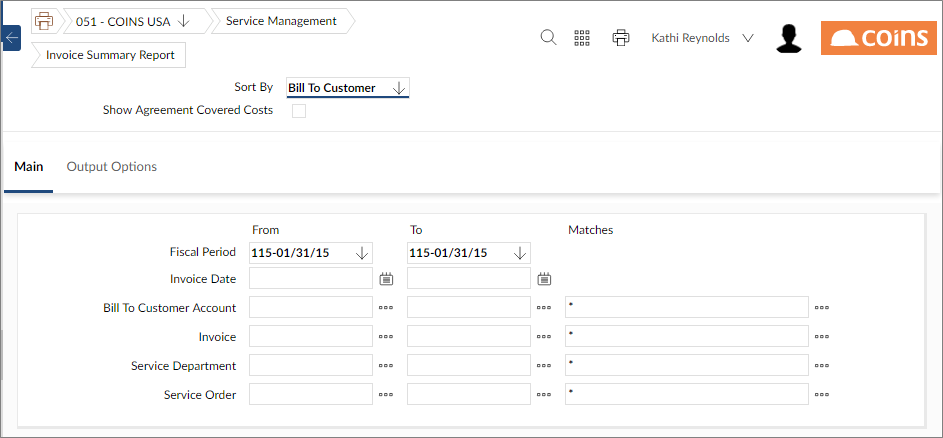 051 - COINS USA
Service Management
Kathi Reynolds
coins
Invoice Summary Report
Sort By Bill To Customer
Show Agreement Covered Costs
Main Output Options
From To Matches
Fiscal Period 115-01/31/15 115-01/31/15
Invoice Date
Bill To Customer Account *
Invoice *
Service Department *
Service Order *